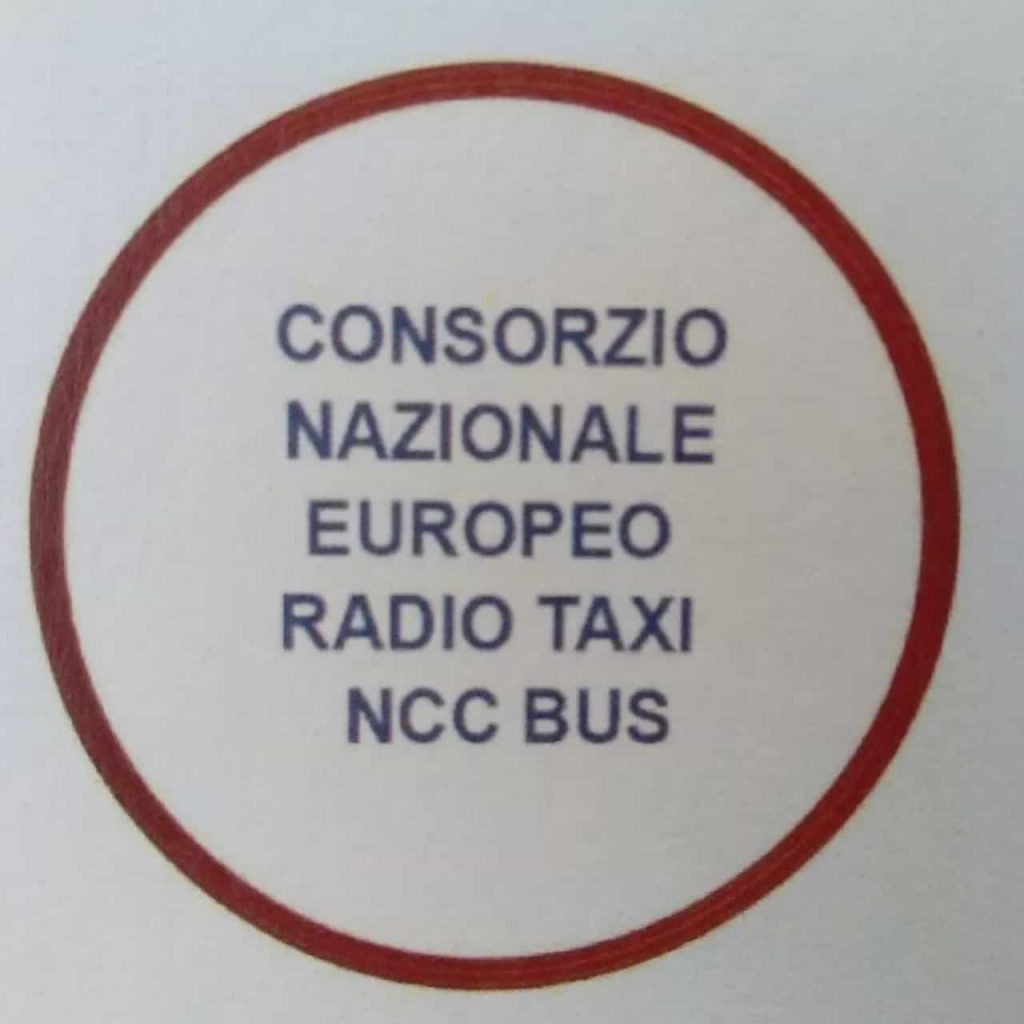 CONSORZIO
NAZIONALE
EUROPEO
RADIO TAXI
NCC BUS